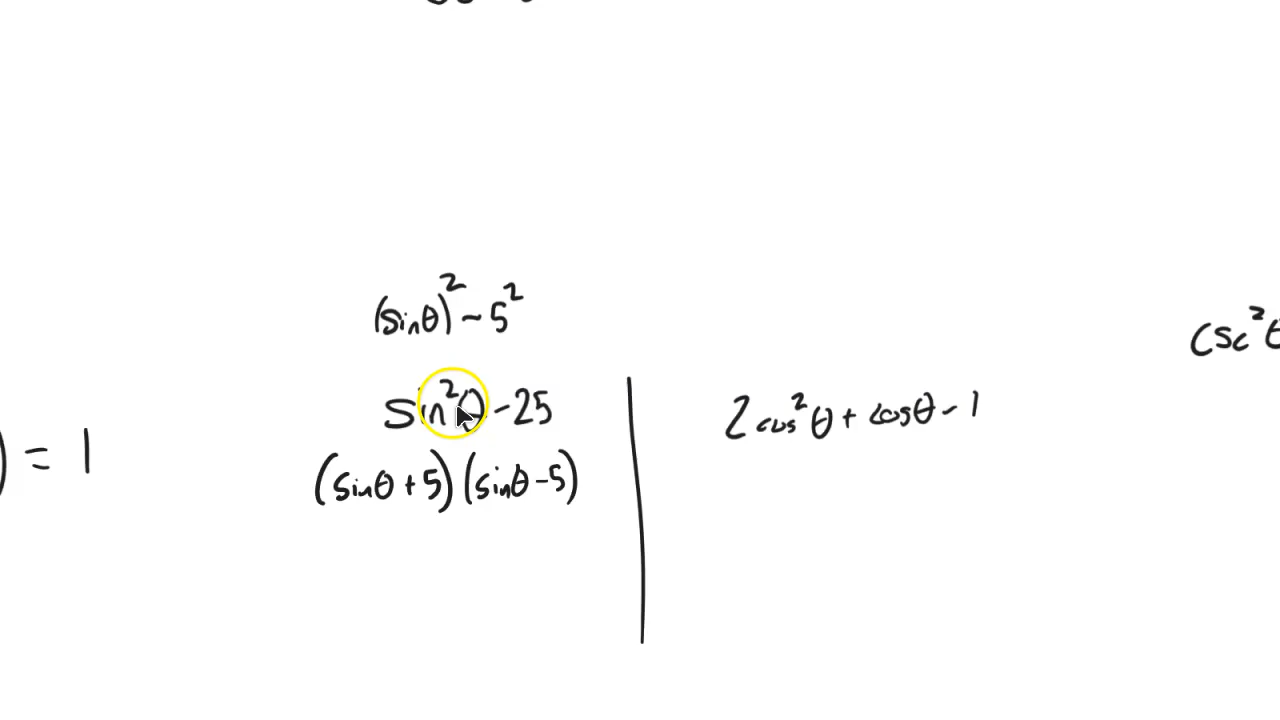 (sinθ)² - 5²
sin²θ - 25
(sinθ + 5)(sinθ - 5)
2cos²θ + cosθ - 1
csc²θ
) = 1